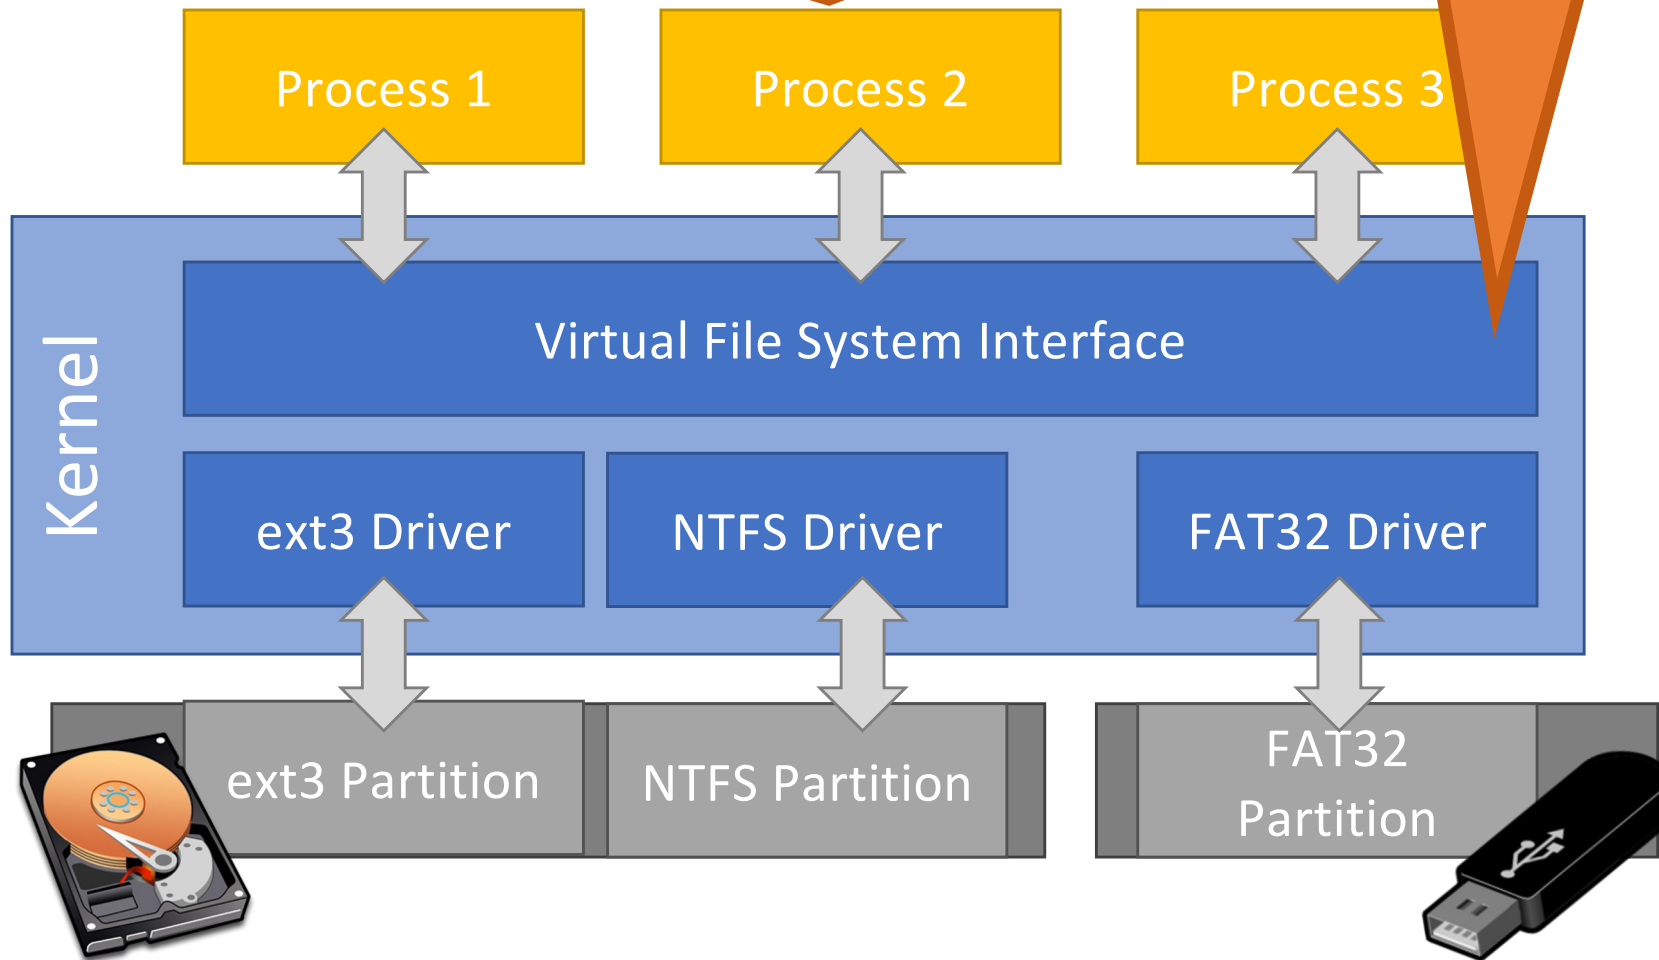 Process 1
Process 2
Process 3
Kernel
Virtual File System Interface
ext3 Driver
NTFS Driver
FAT32 Driver
ext3 Partition
NTFS Partition
FAT32
Partition